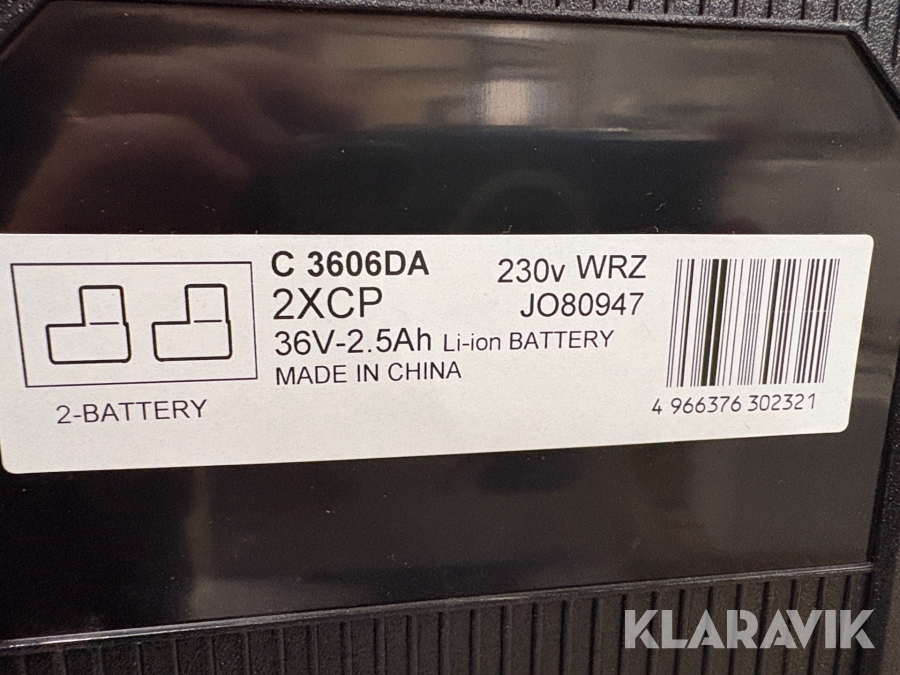 C 3606DA
2XCP
36V-2.5Ah Li-ion BATTERY
MADE IN CHINA
230v WRZ
JO80947
2-BATTERY
4 966376 302321
KLARAVIK